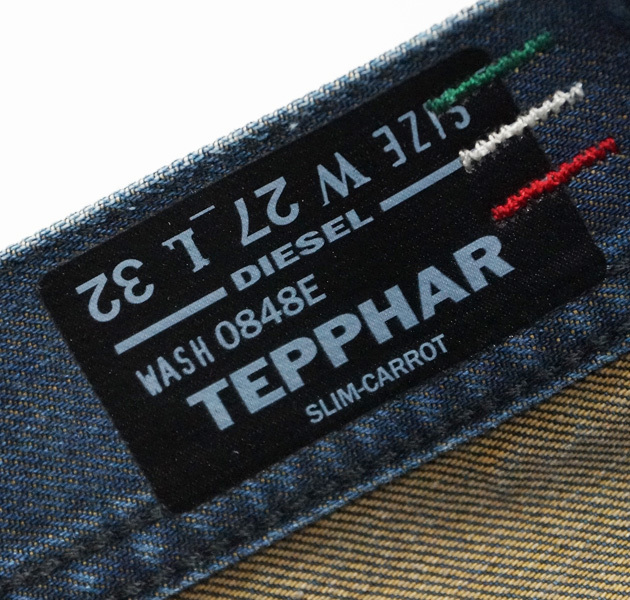 SIZE W 27 L 32
DIESEL
WASH 0848E
TEPPHAR
SLIM-CARROT